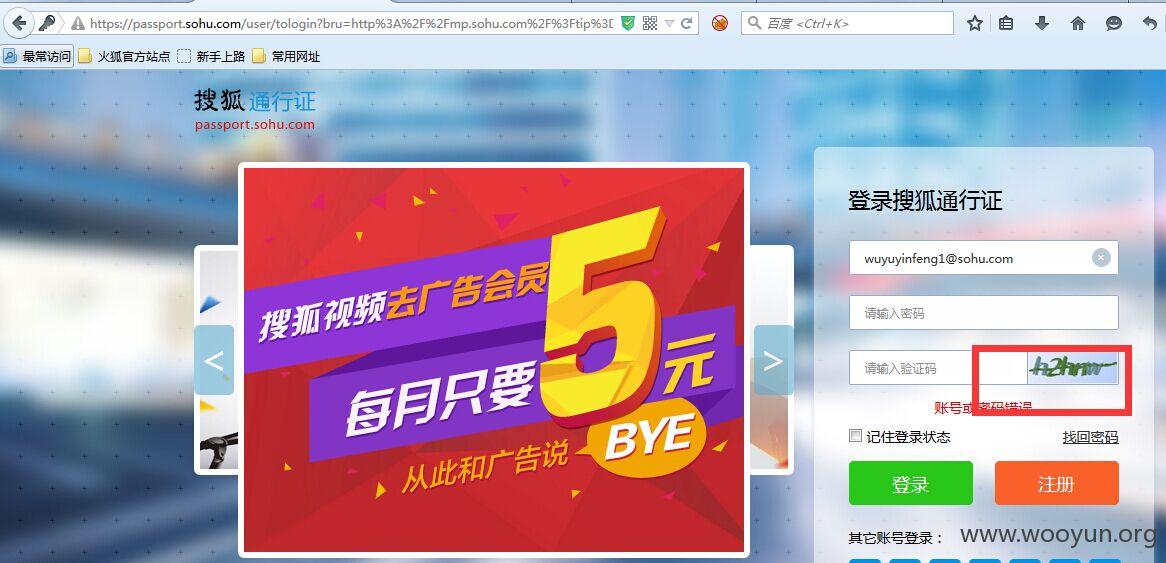 https://passport.sohu.com/user/tologin?bru=http%3A%2F%2Fmp.sohu.com%2F%3Ftip%3D
百度 <Ctrl+K>
最常访问 火狐官方站点 新手上路 常用网址
搜狐 通行证
passport.sohu.com
登录搜狐通行证
wuyuyinfeng1@sohu.com
请输入密码
请输入验证码
账号或密码错误
记住登录状态 找回密码
登录 注册
其它账号登录：
搜狐视频去广告会员
每月只要5元
从此和广告说 BYE
< >
www.wooyun.org